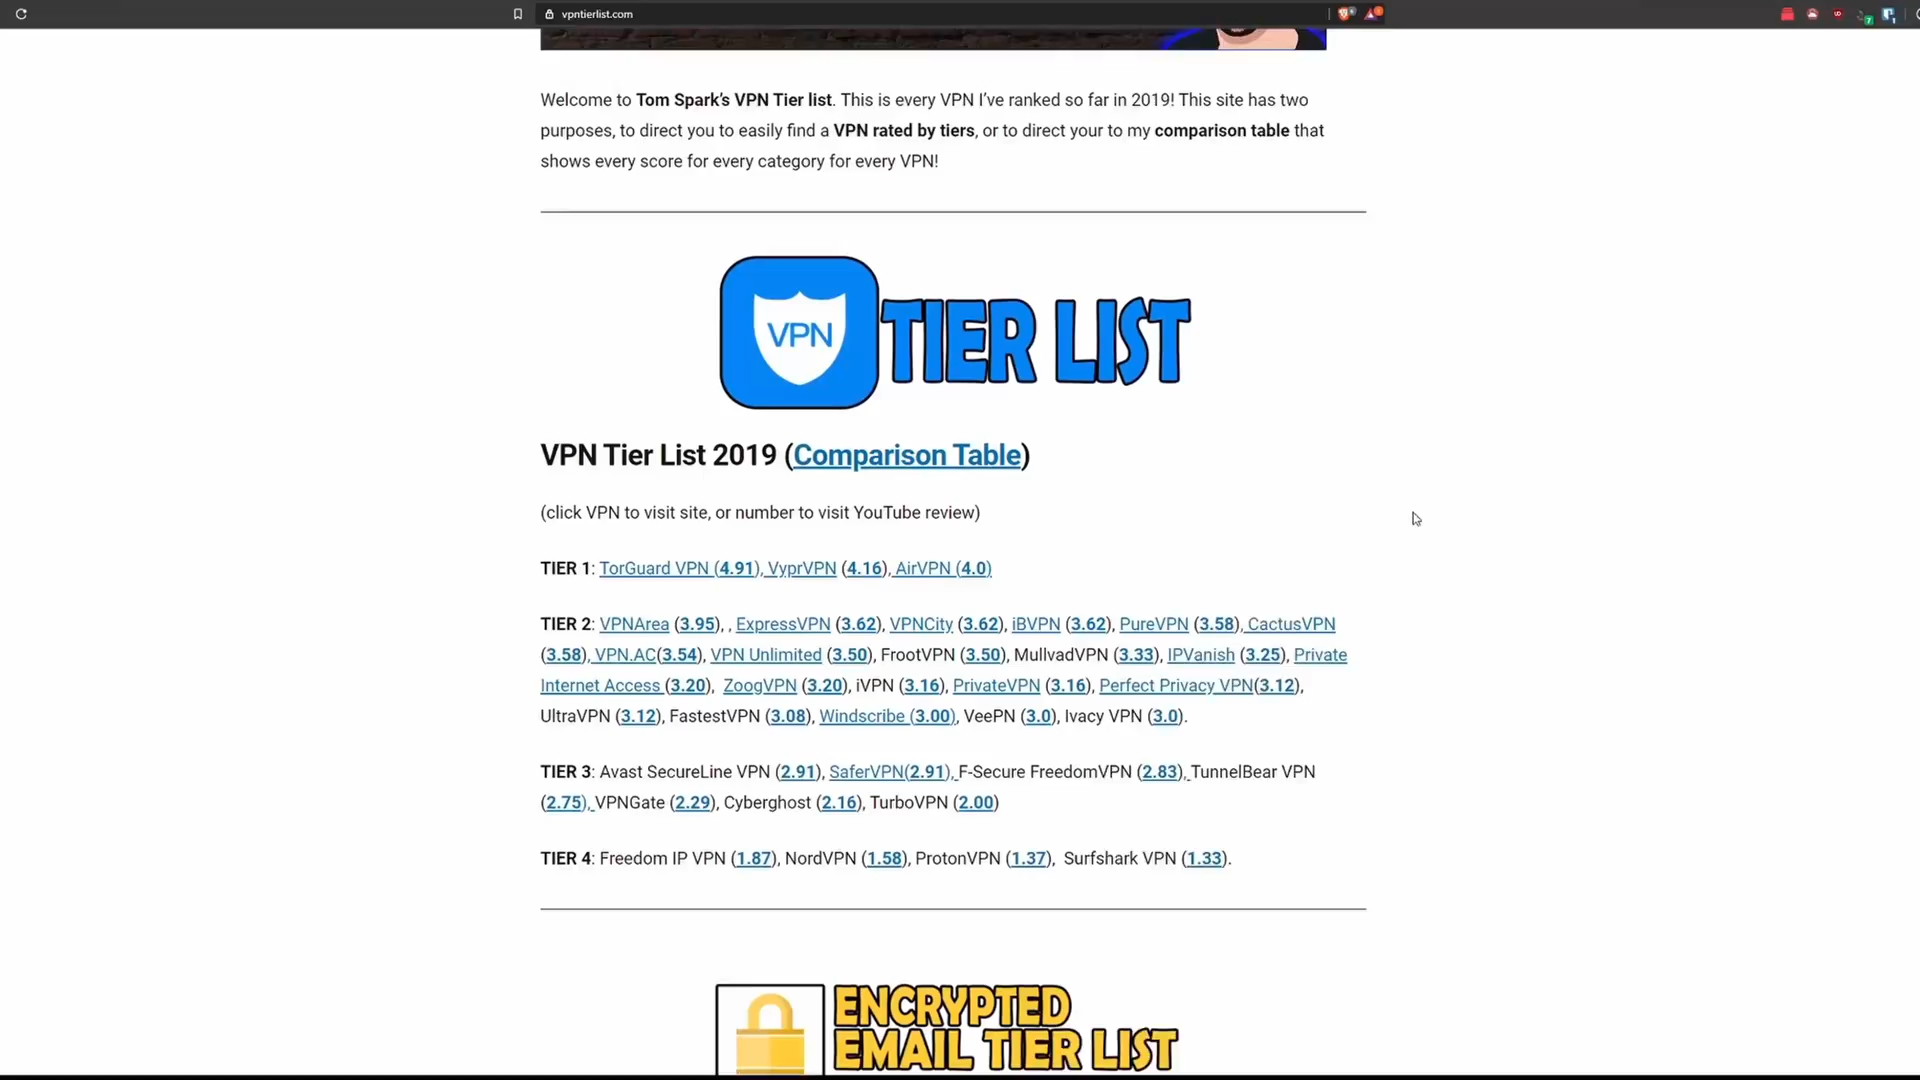 vpntierlist.com
Welcome to Tom Spark’s VPN Tier list. This is every VPN I’ve ranked so far in 2019! This site has two
purposes, to direct you to easily find a VPN rated by tiers, or to direct your to my comparison table that
shows every score for every category for every VPN!
VPN TIER LIST
VPN Tier List 2019 (Comparison Table)
(click VPN to visit site, or number to visit YouTube review)
TIER 1: TorGuard VPN (4.91), VyprVPN (4.16), AirVPN (4.0)
TIER 2: VPNArea (3.95), , ExpressVPN (3.62), VPNCity (3.62), iBVPN (3.62), PureVPN (3.58), CactusVPN
(3.58), VPN.AC(3.54), VPN Unlimited (3.50), FrootVPN (3.50), MullvadVPN (3.33), IPVanish (3.25), Private
Internet Access (3.20), ZoogVPN (3.20), iVPN (3.16), PrivateVPN (3.16), Perfect Privacy VPN(3.12),
UltraVPN (3.12), FastestVPN (3.08), Windscribe (3.00), VeePN (3.0), Ivacy VPN (3.0).
TIER 3: Avast SecureLine VPN (2.91), SaferVPN(2.91), F-Secure FreedomVPN (2.83), TunnelBear VPN
(2.75), VPNGate (2.29), Cyberghost (2.16), TurboVPN (2.00)
TIER 4: Freedom IP VPN (1.87), NordVPN (1.58), ProtonVPN (1.37), Surfshark VPN (1.33).
ENCRYPTED
EMAIL TIER LIST